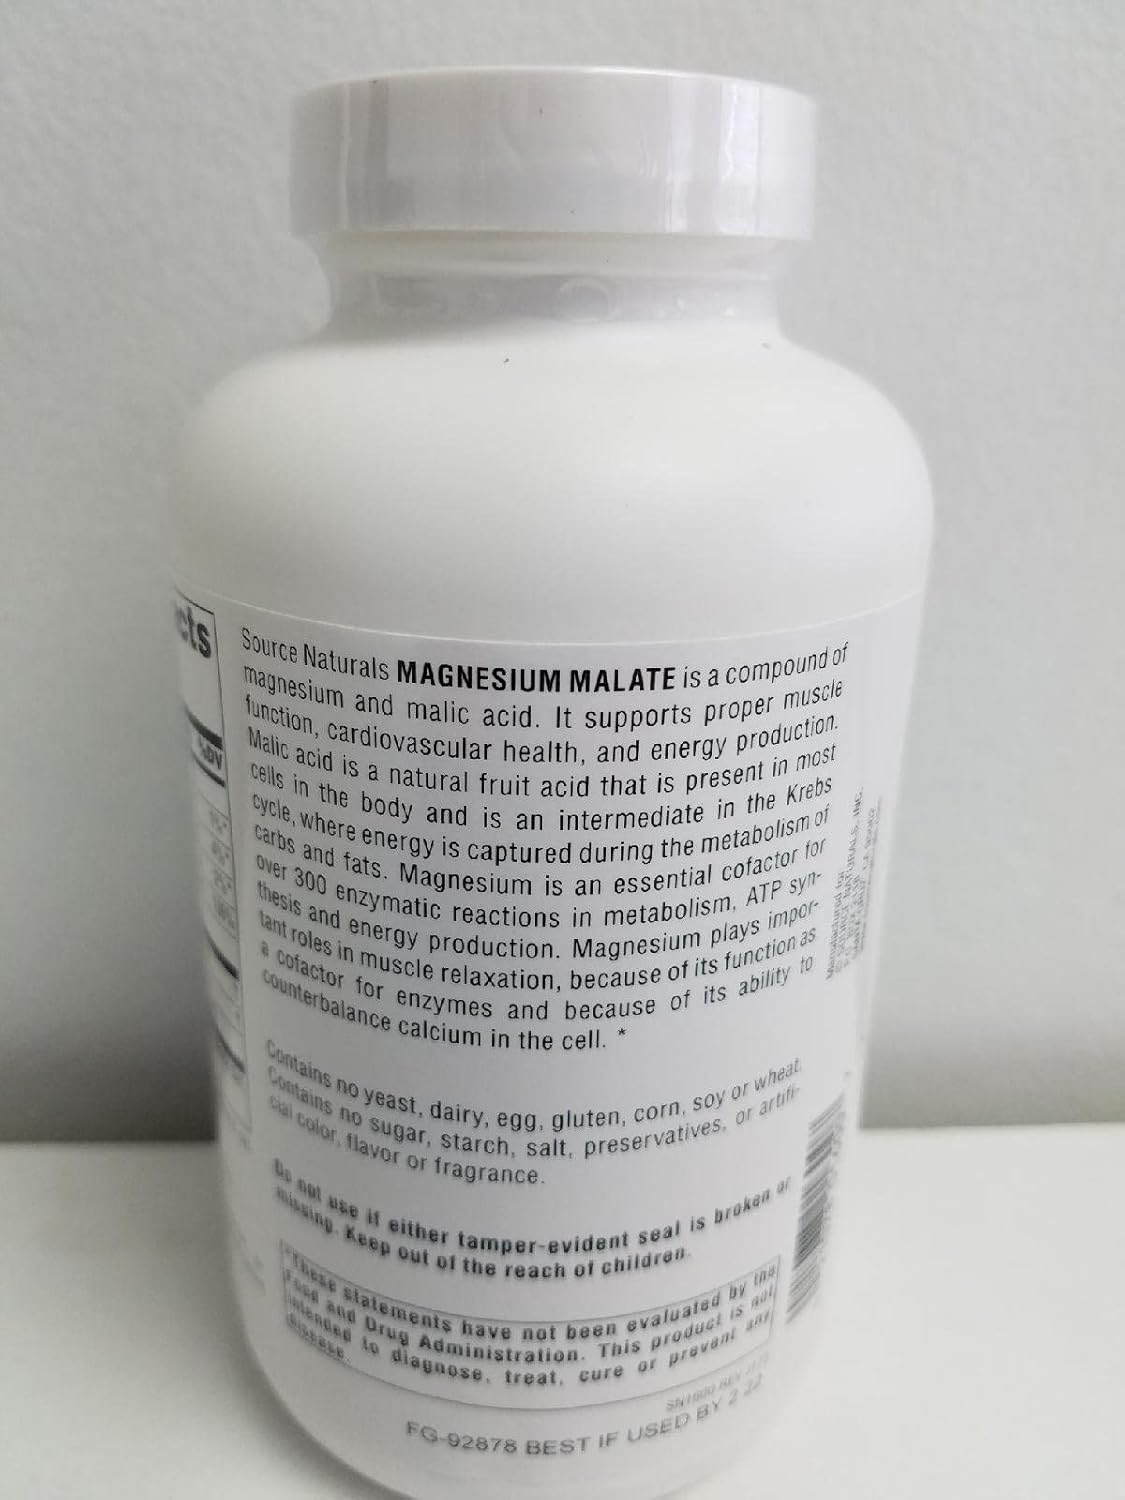 cts
%DV
Source Naturals MAGNESIUM MALATE is a compound of
magnesium and malic acid. It supports proper muscle
function, cardiovascular health, and energy production.
Malic acid is a natural fruit acid that is present in most
cells in the body and is an intermediate in the Krebs
cycle, where energy is captured during the metabolism of
carbs and fats. Magnesium is an essential cofactor for
over 300 enzymatic reactions in metabolism, ATP syn-
thesis and energy production. Magnesium plays impor-
tant roles in muscle relaxation, because of its function as
a cofactor for enzymes and because of its ability to
counterbalance calcium in the cell. *
Contains no yeast, dairy, egg, gluten, corn, soy or wheat.
Contains no sugar, starch, salt, preservatives, or artifi-
cial color, flavor or fragrance.
Do not use if either tamper-evident seal is broken or
missing. Keep out of the reach of children.
*These statements have not been evaluated by the
Food and Drug Administration. This product is not
intended to diagnose, treat, cure or prevent any
disease.
FG-92878 BEST IF USED BY 2 22
Manufactured for